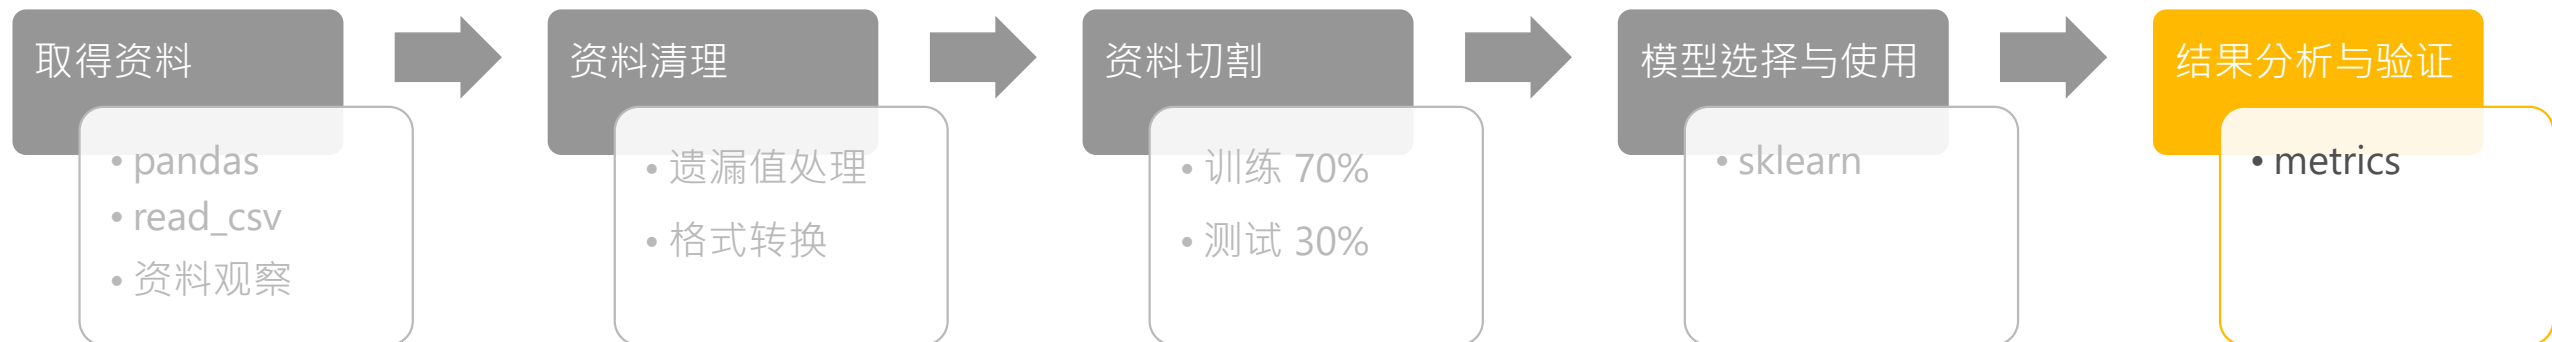 取得资料
• pandas
• read_csv
• 资料观察
资料清理
• 遗漏值处理
• 格式转换
资料切割
• 训练 70%
• 测试 30%
模型选择与使用
• sklearn
结果分析与验证
• metrics